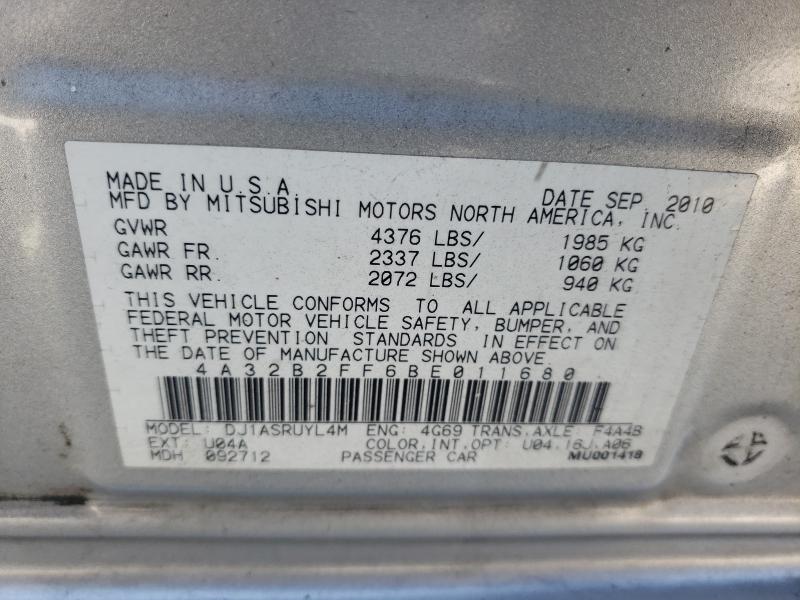 MADE IN U.S.A DATE SEP. 2010
MFD BY MITSUBISHI MOTORS NORTH AMERICA, INC.
GVWR 4376 LBS/ 1985 KG
GAWR FR. 2337 LBS/ 1060 KG
GAWR RR. 2072 LBS/ 940 KG
THIS VEHICLE CONFORMS TO ALL APPLICABLE
FEDERAL MOTOR VEHICLE SAFETY, BUMPER, AND
THEFT PREVENTION STANDARDS IN EFFECT ON
THE DATE OF MANUFACTURE SHOWN ABOVE.
4A32B2FF6BE011680
MODEL: DJ1ASRUYL4M ENG: 4G69 TRANS.AXLE: F4A4B
EXT: U04A COLOR,INT,OPT: U04.16J.A06
MDH 092712 PASSENGER CAR MU001418